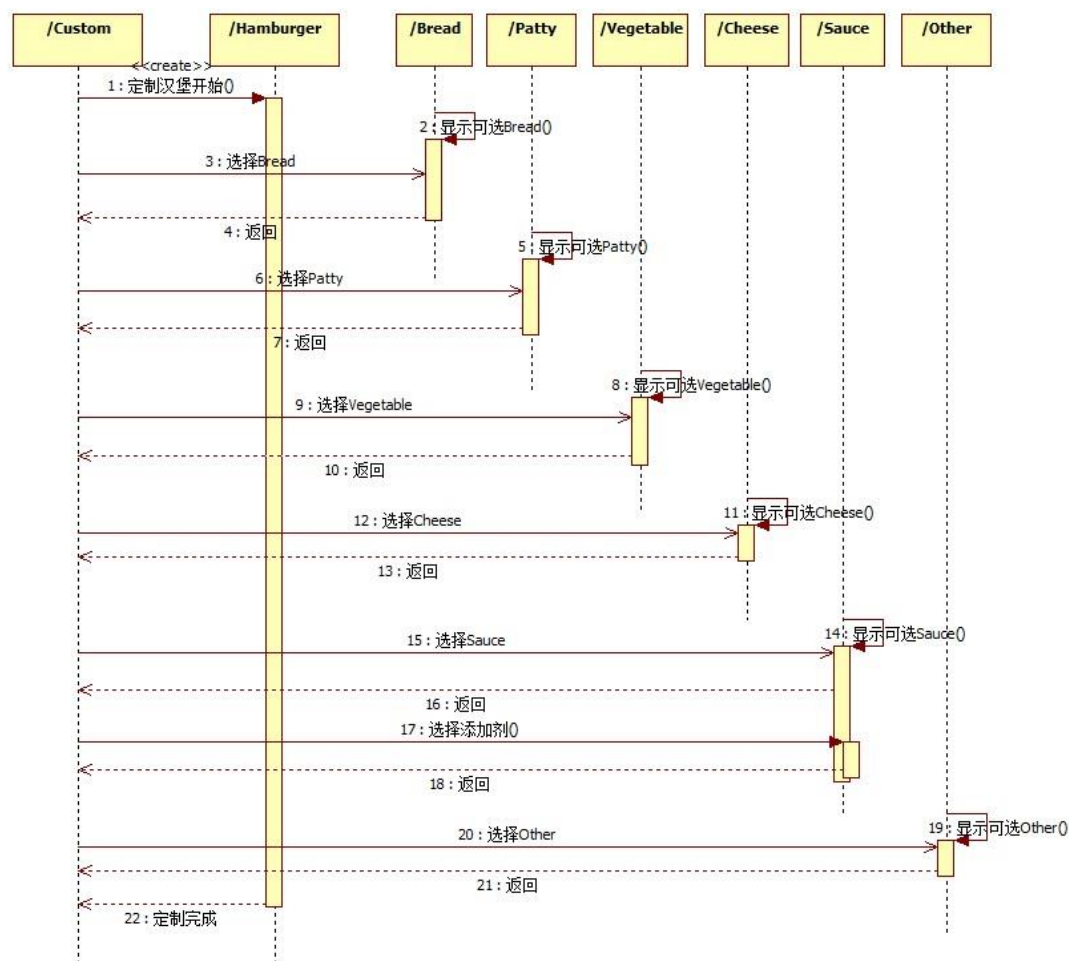 /Custom
/Hamburger
/Bread
/Patty
/Vegetable
/Cheese
/Sauce
/Other
<<create>>
1 : 定制汉堡开始()
2 : 显示可选Bread()
3 : 选择Bread
4 : 返回
5 : 显示可选Patty()
6 : 选择Patty
7 : 返回
8 : 显示可选Vegetable()
9 : 选择Vegetable
10 : 返回
11 : 显示可选Cheese()
12 : 选择Cheese
13 : 返回
14 : 显示可选Sauce()
15 : 选择Sauce
16 : 返回
17 : 选择添加剂()
18 : 返回
19 : 显示可选Other()
20 : 选择Other
21 : 返回
22 : 定制完成